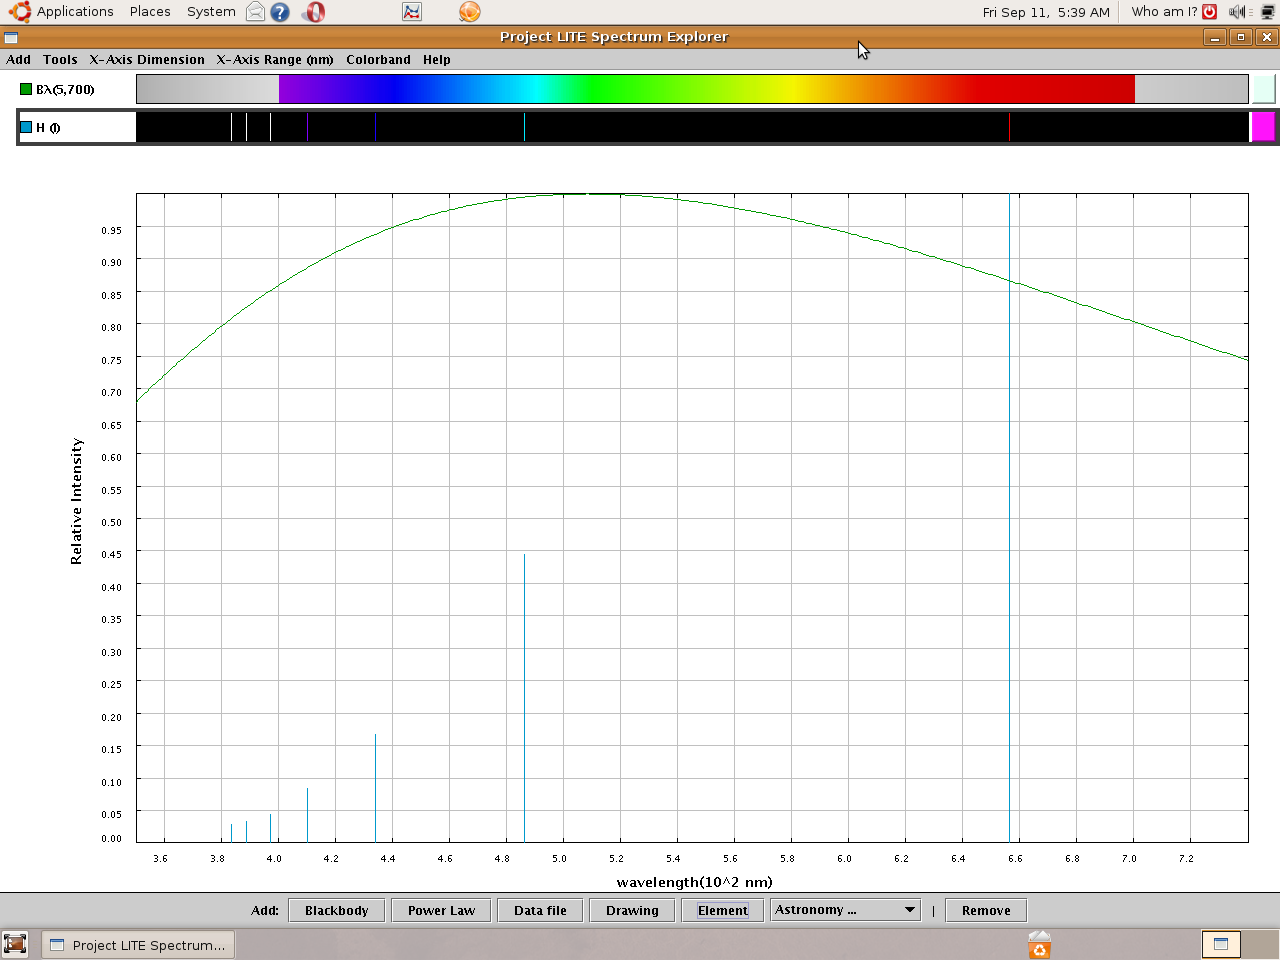 Applications Places System Fri Sep 11, 5:39 AM Who am I?
Project LITE Spectrum Explorer
Add Tools X-Axis Dimension X-Axis Range (nm) Colorband Help
Bλ(5,700)
H (I)
0.95
0.90
0.85
0.80
0.75
0.70
0.65
0.60
0.55
0.50
0.45
0.40
0.35
0.30
0.25
0.20
0.15
0.10
0.05
0.00
Relative Intensity
3.6 3.8 4.0 4.2 4.4 4.6 4.8 5.0 5.2 5.4 5.6 5.8 6.0 6.2 6.4 6.6 6.8 7.0 7.2
wavelength(10^2 nm)
Add: Blackbody Power Law Data file Drawing Element Astronomy ... | Remove
Project LITE Spectrum...